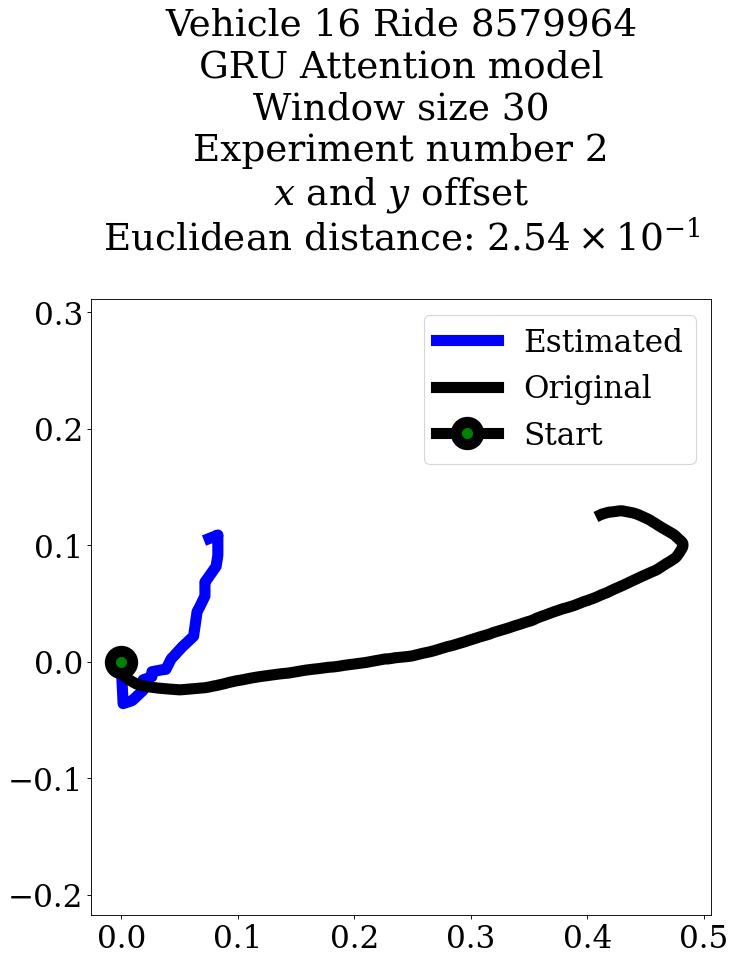 Vehicle 16 Ride 8579964
GRU Attention model
Window size 30
Experiment number 2
x and y offset
Euclidean distance: 2.54 × 10⁻¹
Estimated
Original
Start
0.3
0.2
0.1
0.0
−0.1
−0.2
0.0 0.1 0.2 0.3 0.4 0.5